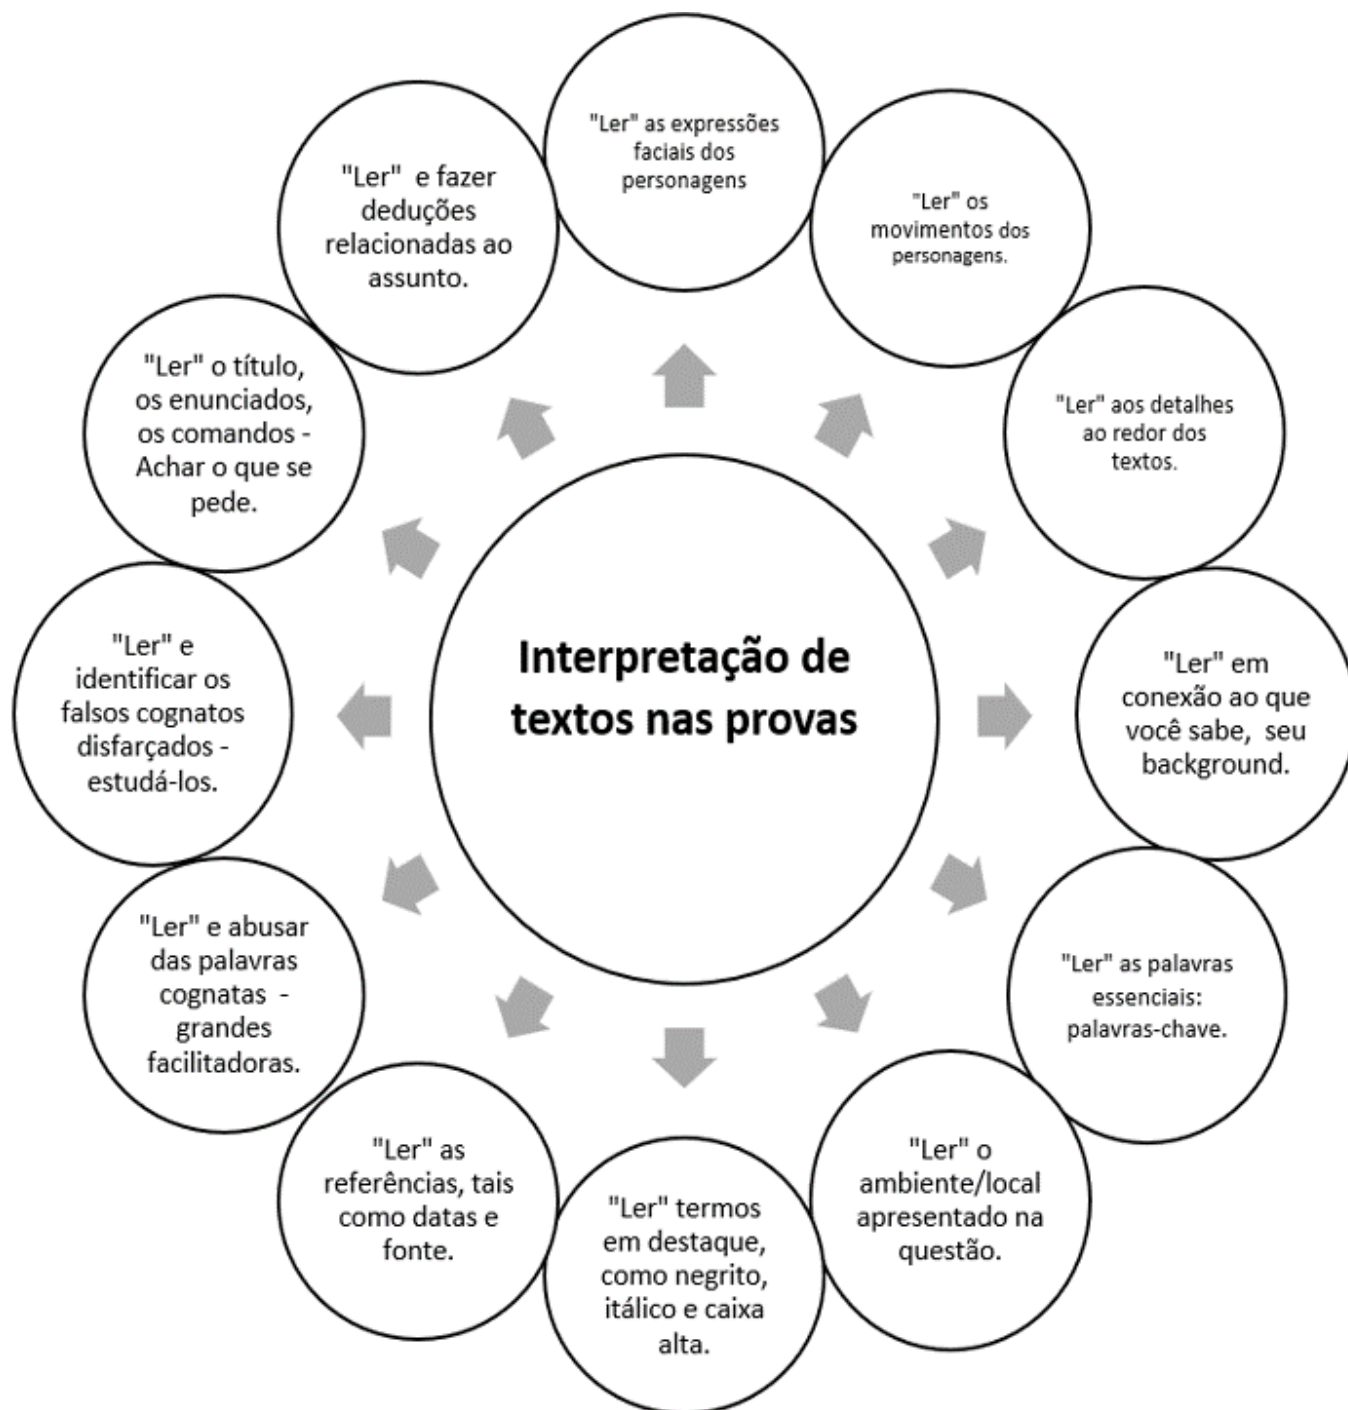 "Ler" as expressões
faciais dos
personagens
"Ler" os
movimentos dos
personagens.
"Ler" aos detalhes
ao redor dos
textos.
"Ler" em
conexão ao que
você sabe, seu
background.
"Ler" as palavras
essenciais:
palavras-chave.
"Ler" o
ambiente/local
apresentado na
questão.
"Ler" termos
em destaque,
como negrito,
itálico e caixa
alta.
"Ler" as
referências, tais
como datas e
fonte.
"Ler" e abusar
das palavras
cognatas -
grandes
facilitadoras.
"Ler" e
identificar os
falsos cognatos
disfarçados -
estudá-los.
"Ler" o título,
os enunciados,
os comandos -
Achar o que se
pede.
"Ler" e fazer
deduções
relacionadas ao
assunto.
Interpretação de
textos nas provas